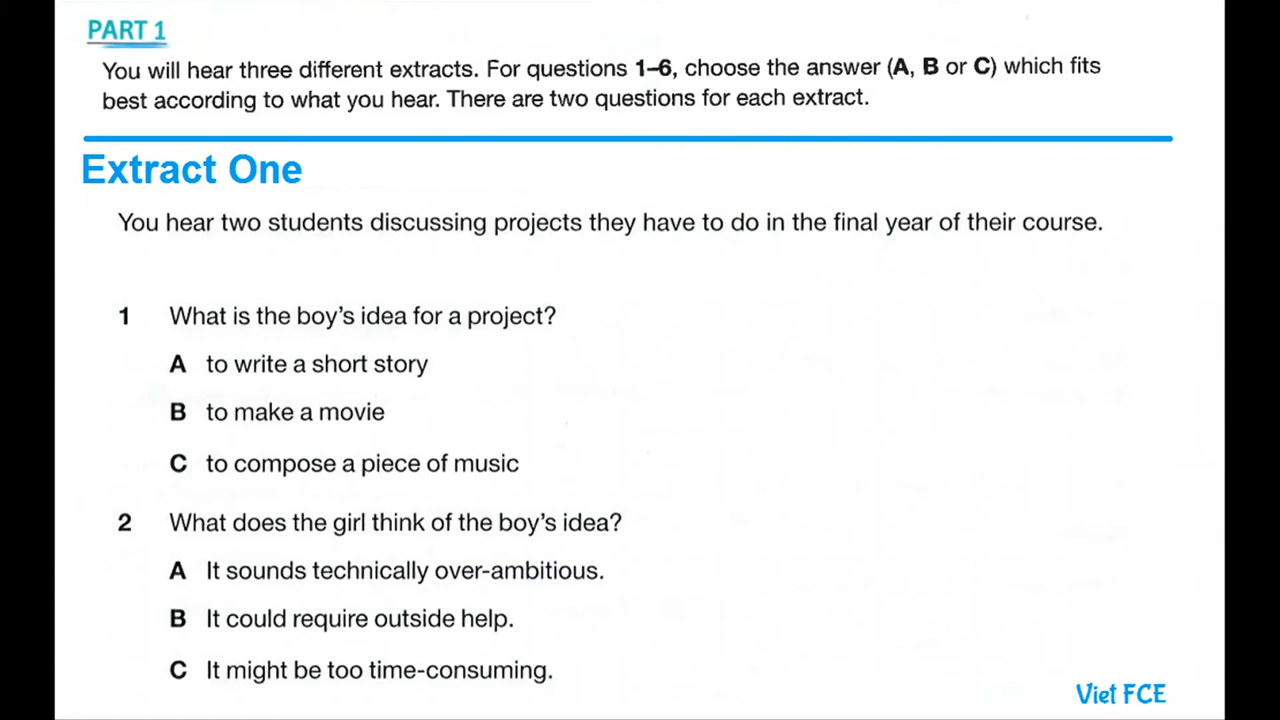 PART 1
You will hear three different extracts. For questions 1–6, choose the answer (A, B or C) which fits
best according to what you hear. There are two questions for each extract.
Extract One
You hear two students discussing projects they have to do in the final year of their course.
1 What is the boy's idea for a project?
A to write a short story
B to make a movie
C to compose a piece of music
2 What does the girl think of the boy's idea?
A It sounds technically over-ambitious.
B It could require outside help.
C It might be too time-consuming.
Viet FCE